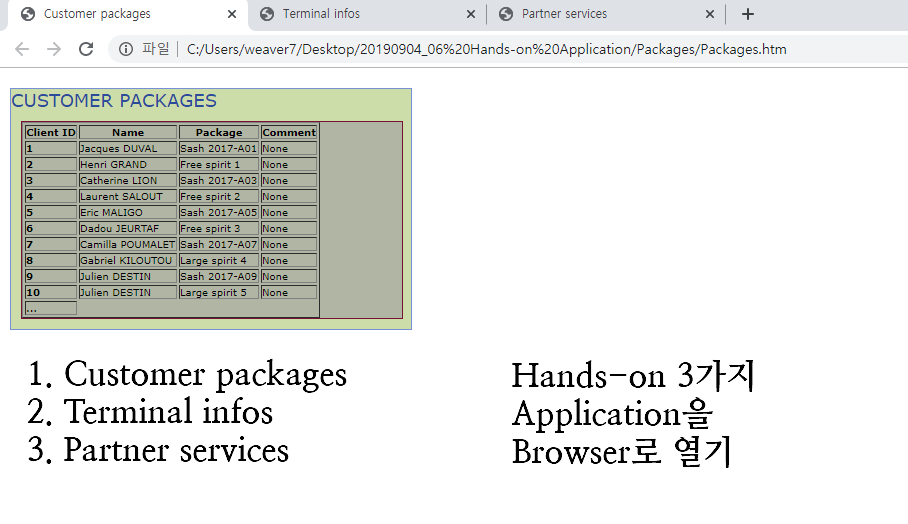 Customer packages
Terminal infos
Partner services
파일 C:/Users/weaver7/Desktop/20190904_06%20Hands-on%20Application/Packages/Packages.htm
CUSTOMER PACKAGES
Client ID Name Package Comment
1 Jacques DUVAL Sash 2017-A01 None
2 Henri GRAND Free spirit 1 None
3 Catherine LION Sash 2017-A03 None
4 Laurent SALOUT Free spirit 2 None
5 Eric MALIGO Sash 2017-A05 None
6 Dadou JEURTAF Free spirit 3 None
7 Camilla POUMALET Sash 2017-A07 None
8 Gabriel KILOUTOU Large spirit 4 None
9 Julien DESTIN Sash 2017-A09 None
10 Julien DESTIN Large spirit 5 None
...
1. Customer packages
2. Terminal infos
3. Partner services
Hands-on 3가지
Application을
Browser로 열기